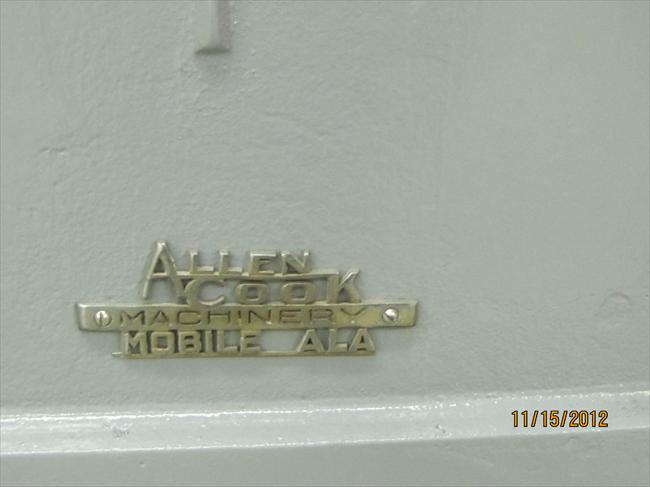 ALLEN
COOK
MACHINERY
MOBILE ALA
11/15/2012